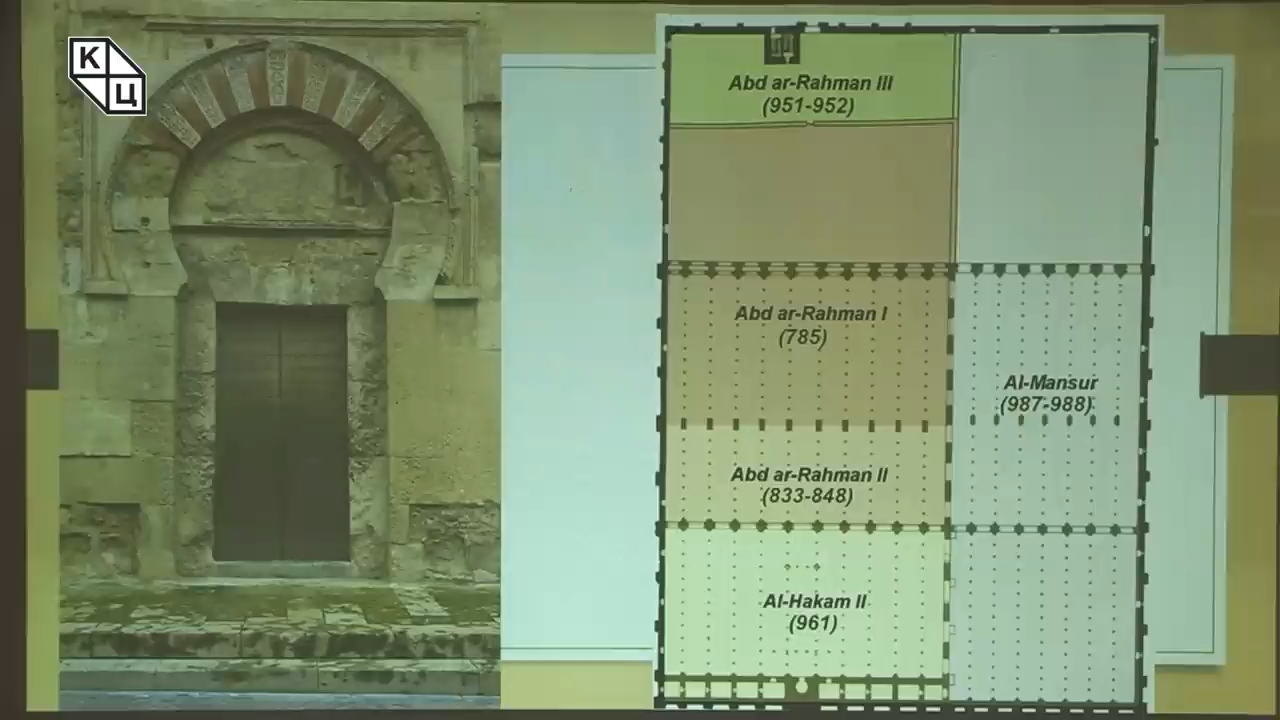 К
Ц
Abd ar-Rahman III
(951-952)
Abd ar-Rahman I
(785)
Al-Mansur
(987-988)
Abd ar-Rahman II
(833-848)
Al-Hakam II
(961)